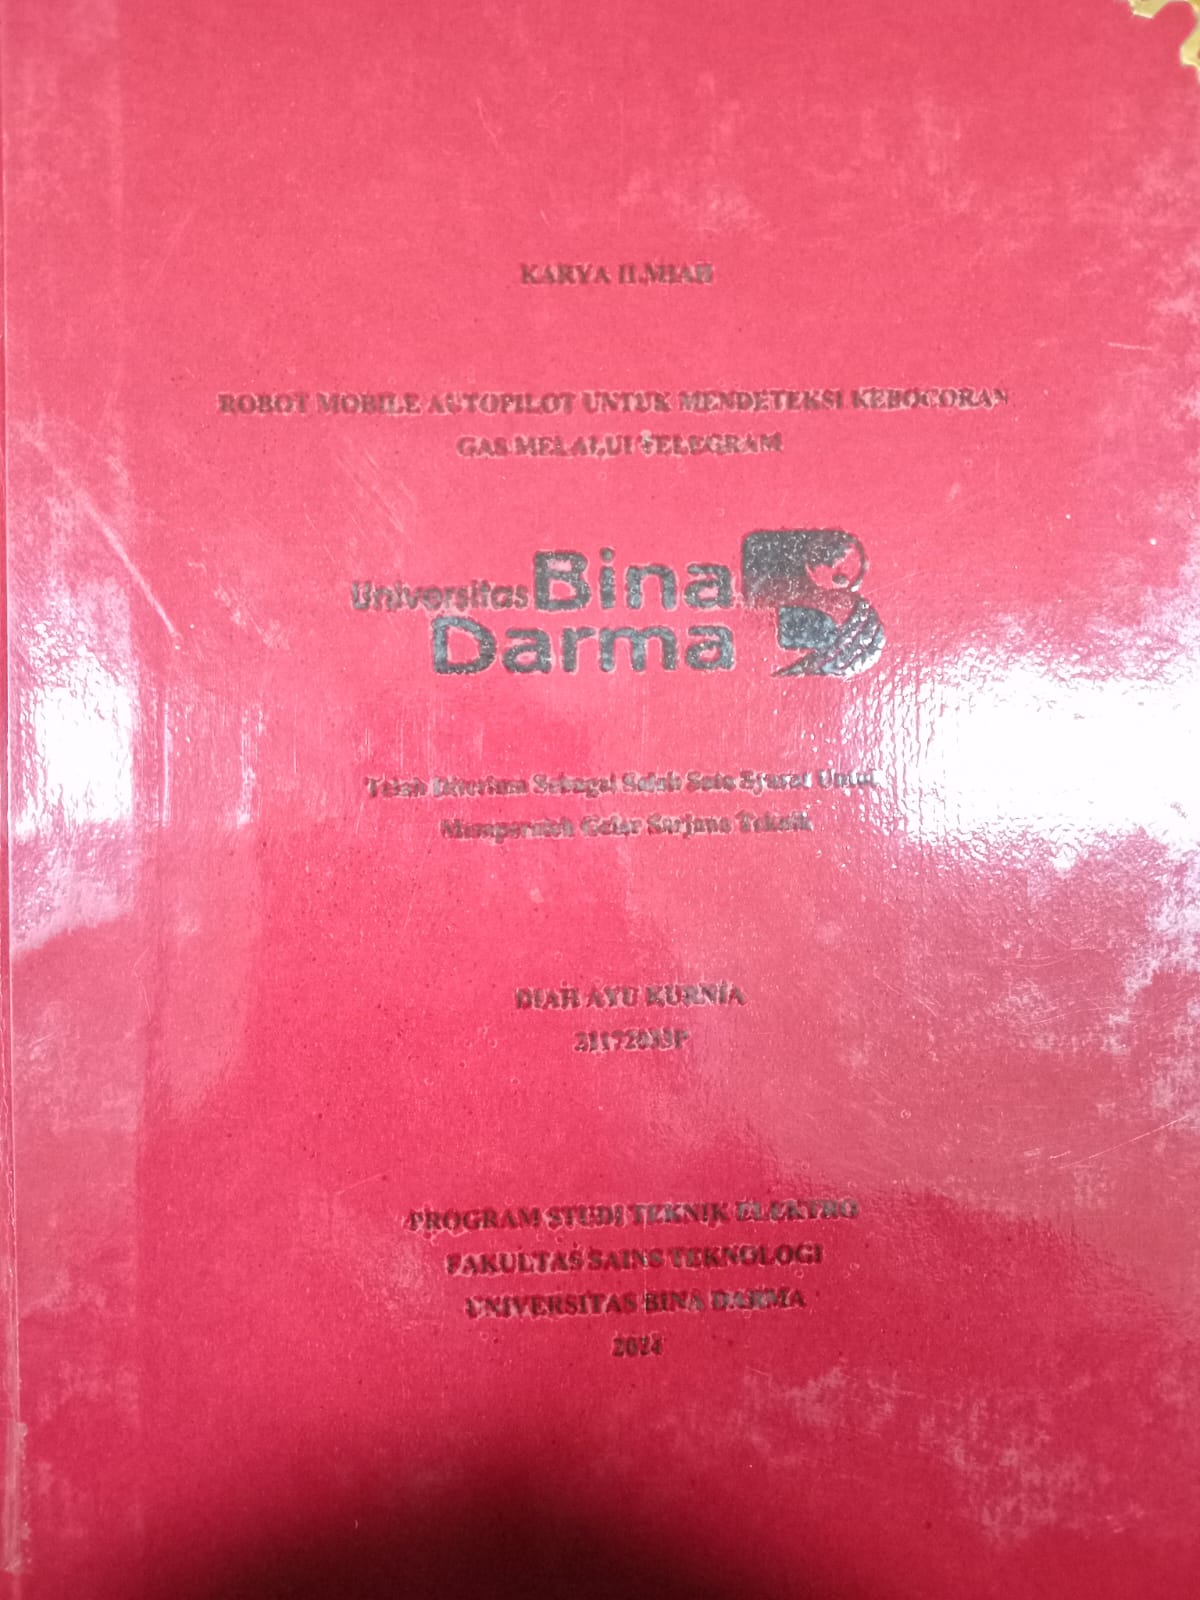 KARYA ILMIAH
ROBOT MOBILE AUTOPILOT UNTUK MENDETEKSI KEBOCORAN
GAS MELALUI TELEGRAM
Universitas Bina
Darma
Telah Diterima Sebagai Salah Satu Syarat Untuk
Memperoleh Gelar Sarjana Teknik
DIAH AYU KURNIA
PROGRAM STUDI TEKNIK ELEKTRO
FAKULTAS SAINS TEKNOLOGI
UNIVERSITAS BINA DARMA
2024